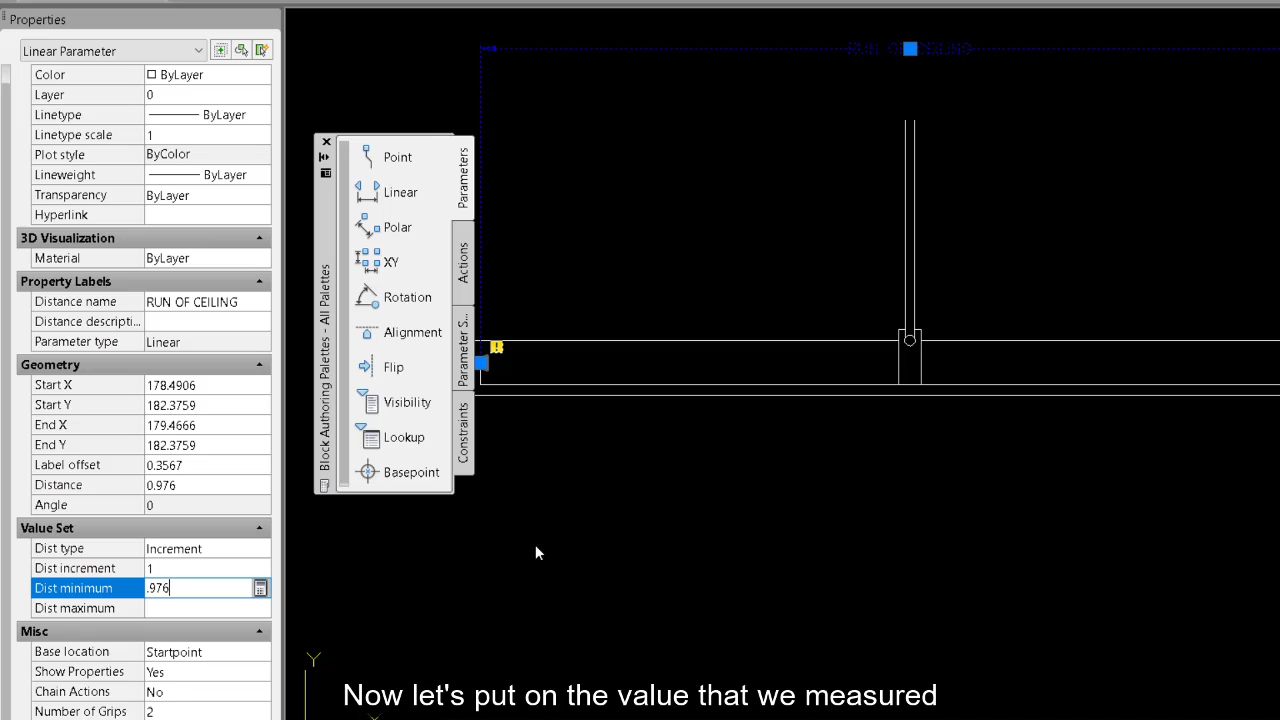 Properties
Linear Parameter
Color ByLayer
Layer 0
Linetype ByLayer
Linetype scale 1
Plot style ByColor
Lineweight ByLayer
Transparency ByLayer
Hyperlink
3D Visualization
Material ByLayer
Property Labels
Distance name RUN OF CEILING
Distance descripti...
Parameter type Linear
Geometry
Start X 178.4906
Start Y 182.3759
End X 179.4666
End Y 182.3759
Label offset 0.3567
Distance 0.976
Angle 0
Value Set
Dist type Increment
Dist increment 1
Dist minimum .976
Dist maximum
Misc
Base location Startpoint
Show Properties Yes
Chain Actions No
Number of Grips 2
Block Authoring Palettes - All Palettes
Point
Linear
Polar
XY
Rotation
Alignment
Flip
Visibility
Lookup
Basepoint
Parameters
Actions
Parameter S...
Constraints
RUN OF CEILING
Y
Now let's put on the value that we measured